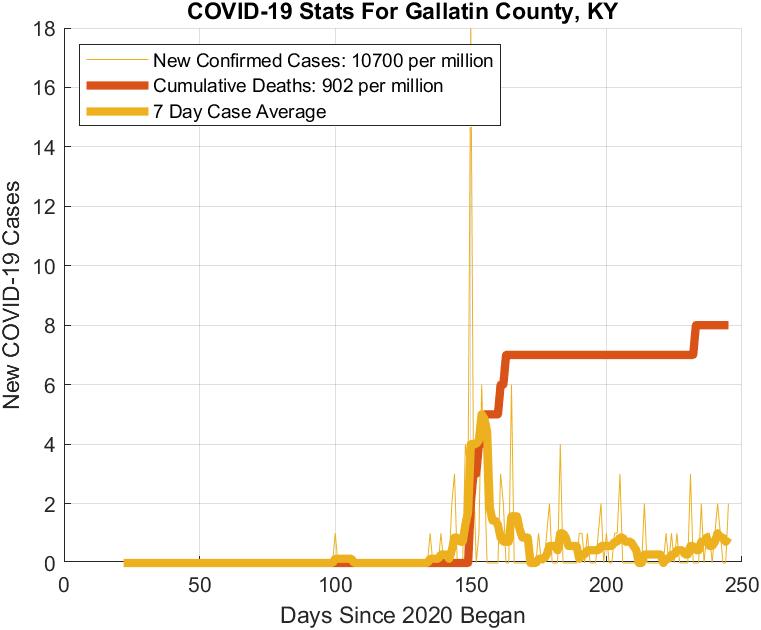 COVID-19 Stats For Gallatin County, KY
New Confirmed Cases: 10700 per million
Cumulative Deaths: 902 per million
7 Day Case Average
New COVID-19 Cases
18
16
14
12
10
8
6
4
2
0
0 50 100 150 200 250
Days Since 2020 Began